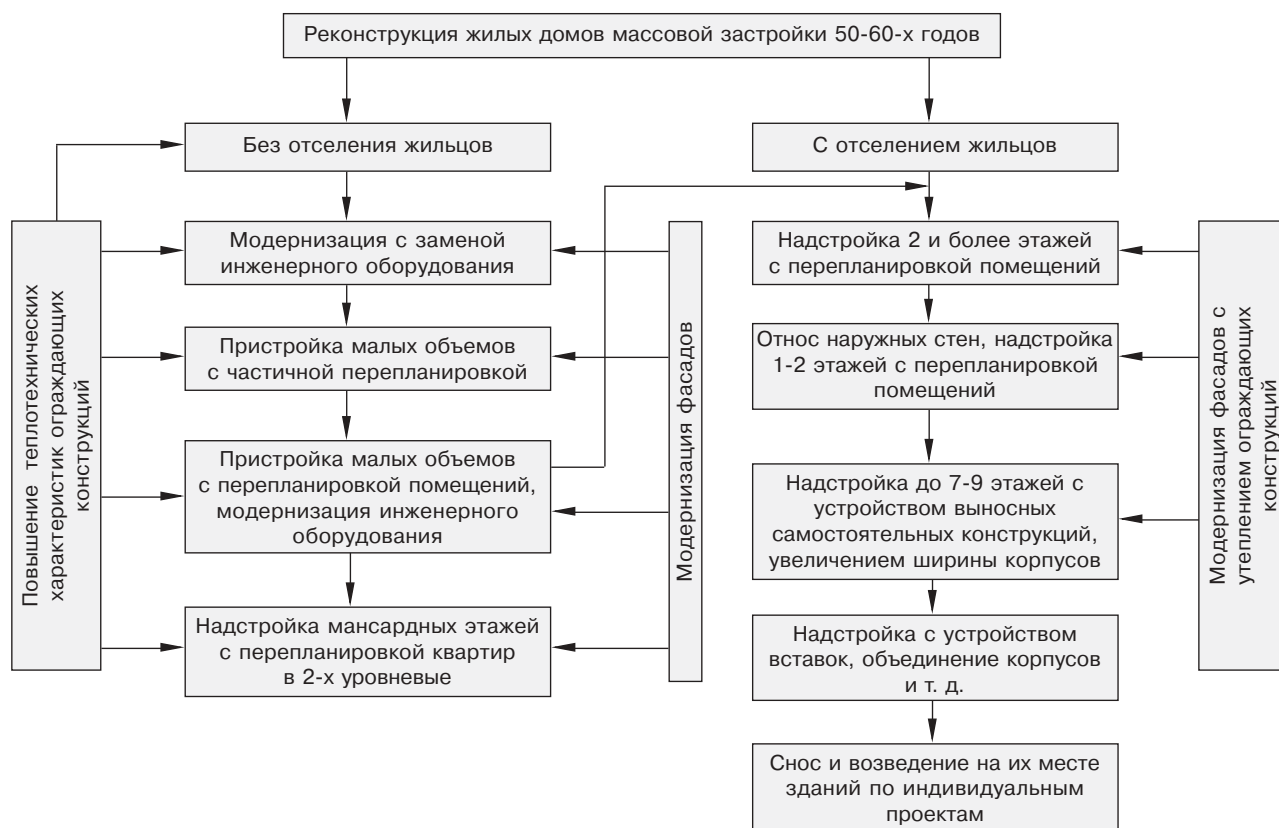 Реконструкция жилых домов массовой застройки 50-60-х годов
Без отселения жильцов
С отселением жильцов
Повышение теплотехнических
характеристик ограждающих
конструкций
Модернизация с заменой
инженерного оборудования
Пристройка малых объемов
с частичной перепланировкой
Пристройка малых объемов
с перепланировкой помещений,
модернизация инженерного
оборудования
Надстройка мансардных этажей
с перепланировкой квартир
в 2-х уровневые
Модернизация фасадов
Надстройка 2 и более этажей
с перепланировкой помещений
Относ наружных стен, надстройка
1-2 этажей с перепланировкой
помещений
Надстройка до 7-9 этажей с
устройством выносных
самостоятельных конструкций,
увеличением ширины корпусов
Надстройка с устройством
вставок, объединение корпусов
и т. д.
Снос и возведение на их месте
зданий по индивидуальным
проектам
Модернизация фасадов с
утеплением ограждающих
конструкций